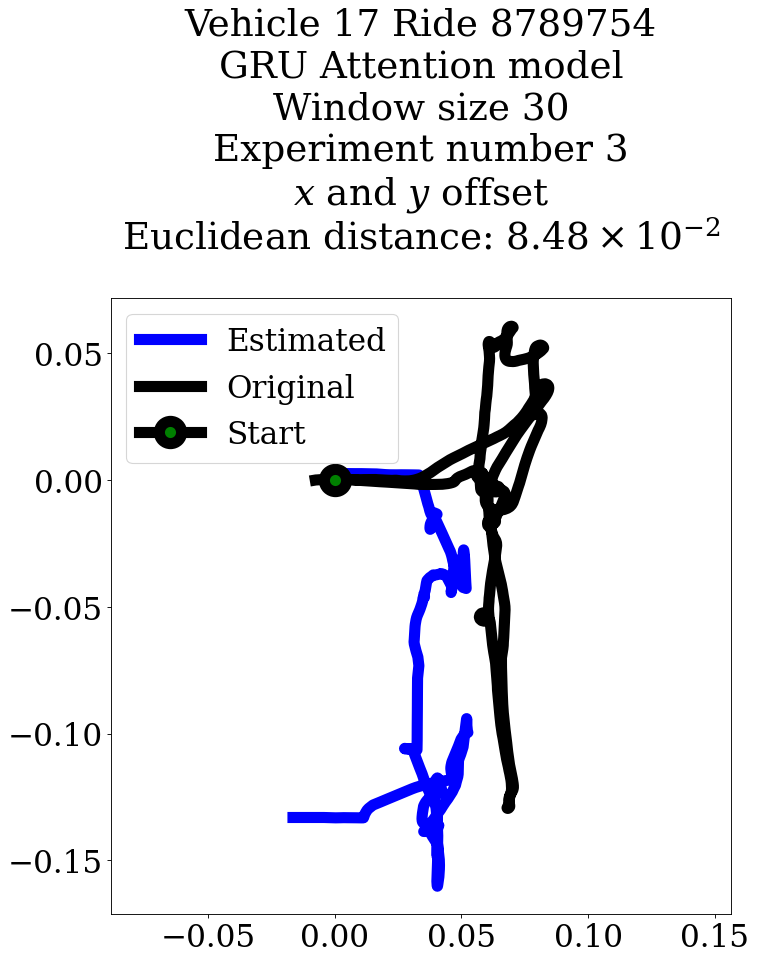 Vehicle 17 Ride 8789754
GRU Attention model
Window size 30
Experiment number 3
x and y offset
Euclidean distance: 8.48 × 10⁻²
Estimated
Original
Start
0.05
0.00
−0.05
−0.10
−0.15
−0.05 0.00 0.05 0.10 0.15